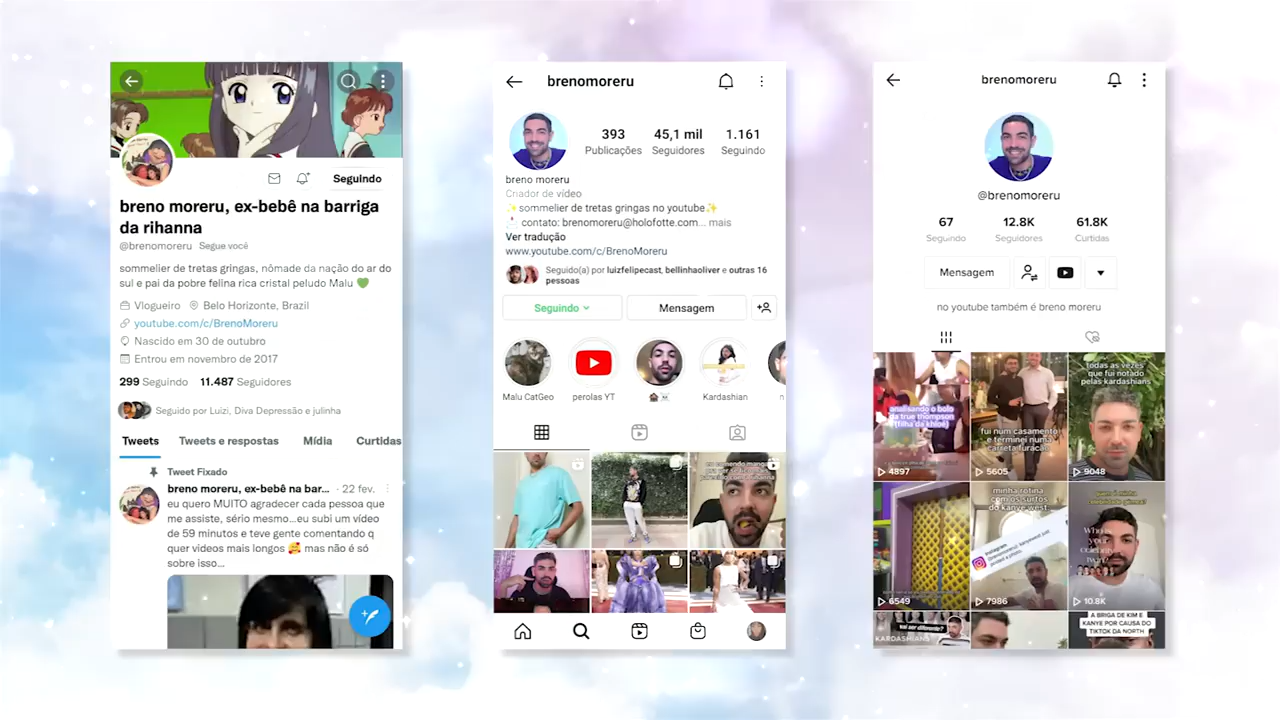 Seguindo
breno moreru, ex-bebê na barriga
da rihanna
@brenomoreru Segue você
sommelier de tretas gringas, nômade da nação do ar do
sul e pai da pobre felina rica cristal peludo Malu 💚
Vlogueiro Belo Horizonte, Brazil
youtube.com/c/BrenoMoreru
Nascido em 30 de outubro
Entrou em novembro de 2017
299 Seguindo 11.487 Seguidores
Seguido por Luizi, Diva Depressão e julinha
Tweets Tweets e respostas Mídia Curtidas
Tweet Fixado
breno moreru, ex-bebê na bar... · 22 fev.
eu quero MUITO agradecer cada pessoa que
me assiste, sério mesmo...eu subi um vídeo
de 59 minutos e teve gente comentando q
quer videos mais longos 🥰 mas não é só
sobre isso...
brenomoreru
393 45,1 mil 1.161
Publicações Seguidores Seguindo
breno moreru
Criador de vídeo
✨sommelier de tretas gringas no youtube✨
📩 contato: brenomoreru@holofotte.com... mais
Ver tradução
www.youtube.com/c/BrenoMoreru
Seguido(a) por luizfelipecast, bellinhaoliver e outras 16
pessoas
Seguindo Mensagem
Malu CatGeo perolas YT Kardashian
brenomoreru
@brenomoreru
67 12.8K 61.8K
Seguindo Seguidores Curtidas
Mensagem
no youtube também é breno moreru
analisando o bolo
da true thompson
(filha da khloé)
4897
fui num casamento
e terminei numa
carreta furacão
5605
todas as vezes
que fui notado
pelas kardashians
9048
6549
minha rotina
com os surtos
do kanye west
Instagram
7986
10.8K
vai ser diferente?
KARDASHIANS
A BRIGA DE KIM E
KANYE POR CAUSA DO
TIKTOK DA NORTH